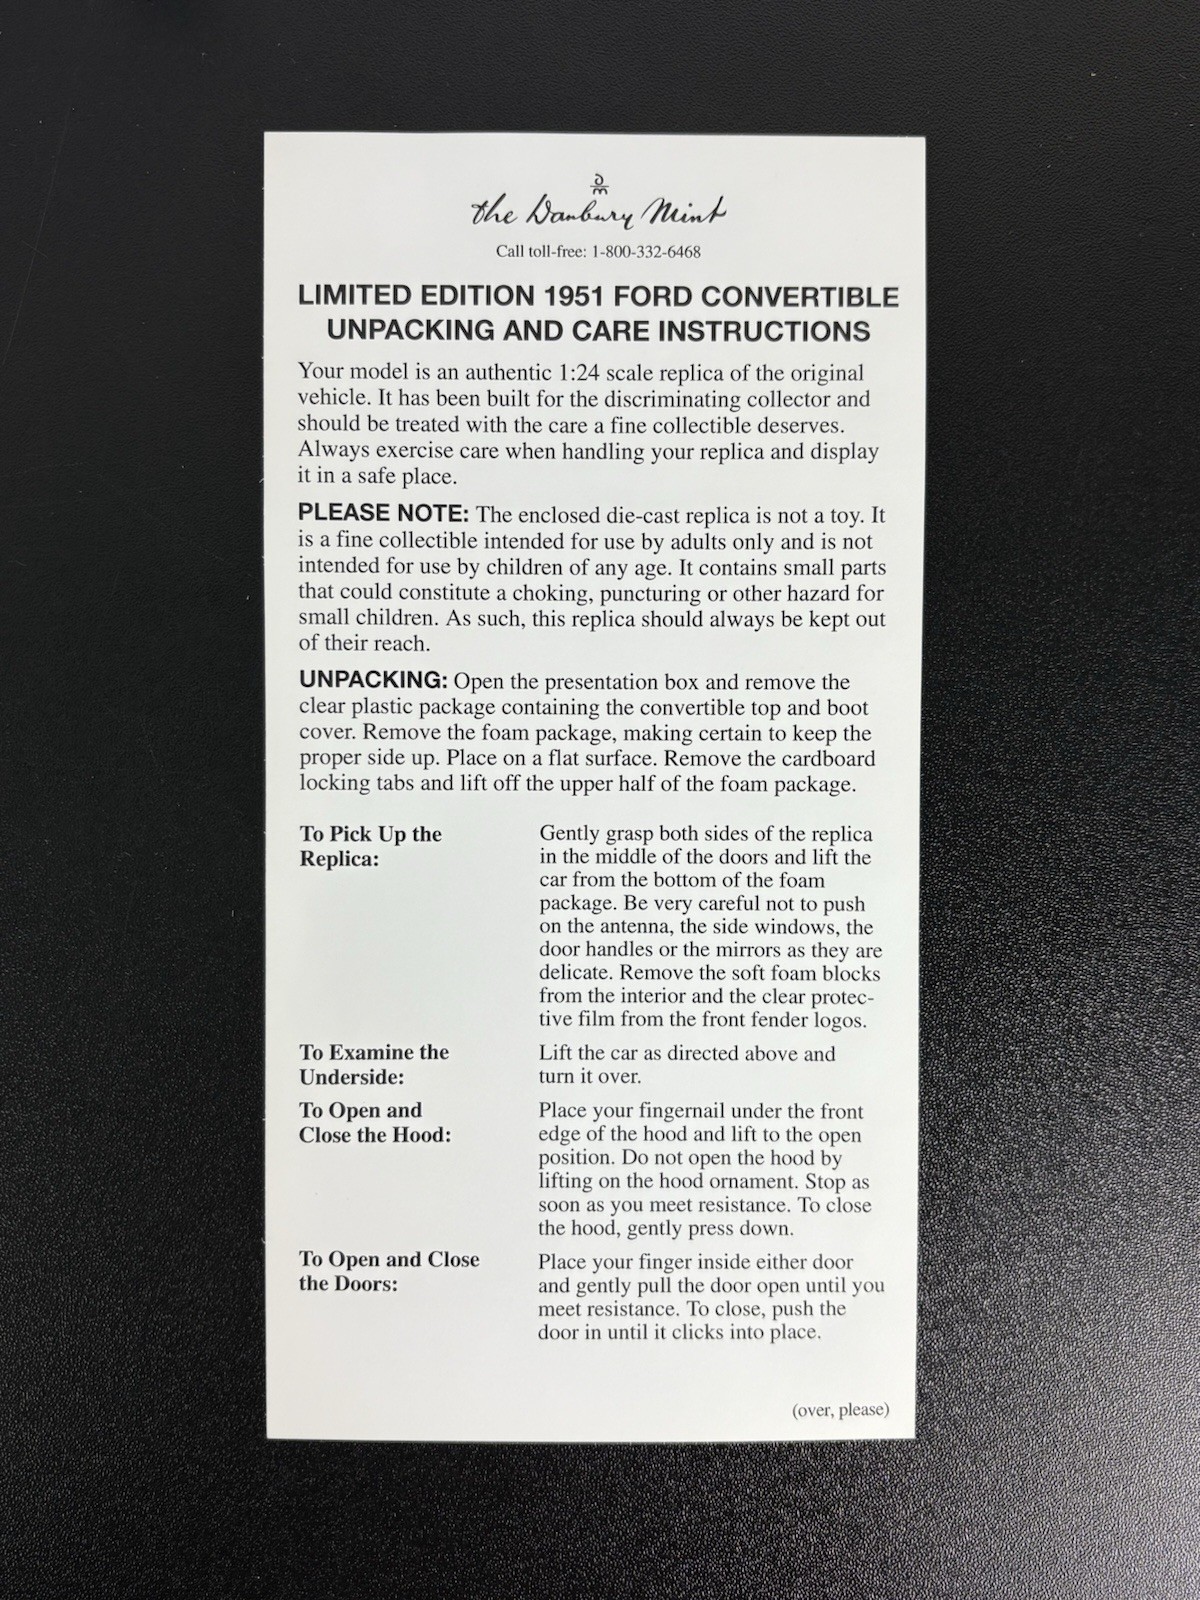 the Danbury Mint
Call toll-free: 1-800-332-6468
LIMITED EDITION 1951 FORD CONVERTIBLE
UNPACKING AND CARE INSTRUCTIONS
Your model is an authentic 1:24 scale replica of the original
vehicle. It has been built for the discriminating collector and
should be treated with the care a fine collectible deserves.
Always exercise care when handling your replica and display
it in a safe place.
PLEASE NOTE: The enclosed die-cast replica is not a toy. It
is a fine collectible intended for use by adults only and is not
intended for use by children of any age. It contains small parts
that could constitute a choking, puncturing or other hazard for
small children. As such, this replica should always be kept out
of their reach.
UNPACKING: Open the presentation box and remove the
clear plastic package containing the convertible top and boot
cover. Remove the foam package, making certain to keep the
proper side up. Place on a flat surface. Remove the cardboard
locking tabs and lift off the upper half of the foam package.
To Pick Up the
Replica:
Gently grasp both sides of the replica
in the middle of the doors and lift the
car from the bottom of the foam
package. Be very careful not to push
on the antenna, the side windows, the
door handles or the mirrors as they are
delicate. Remove the soft foam blocks
from the interior and the clear protec-
tive film from the front fender logos.
To Examine the
Underside:
Lift the car as directed above and
turn it over.
To Open and
Close the Hood:
Place your fingernail under the front
edge of the hood and lift to the open
position. Do not open the hood by
lifting on the hood ornament. Stop as
soon as you meet resistance. To close
the hood, gently press down.
To Open and Close
the Doors:
Place your finger inside either door
and gently pull the door open until you
meet resistance. To close, push the
door in until it clicks into place.
(over, please)